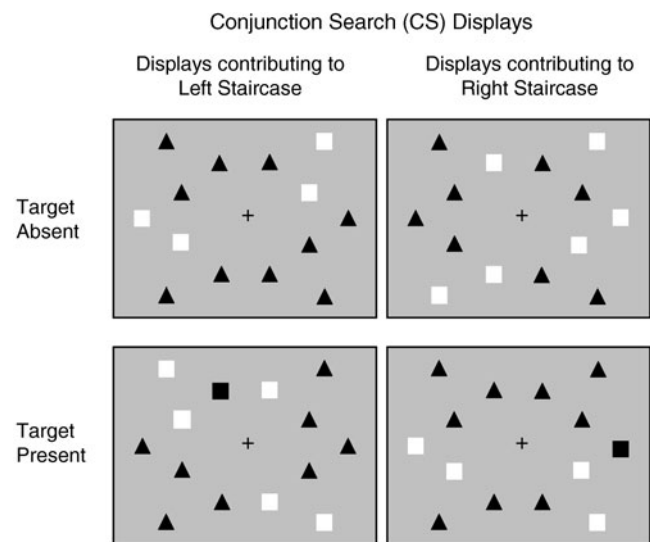 Conjunction Search (CS) Displays
Displays contributing to
Left Staircase
Displays contributing to
Right Staircase
Target
Absent
Target
Present